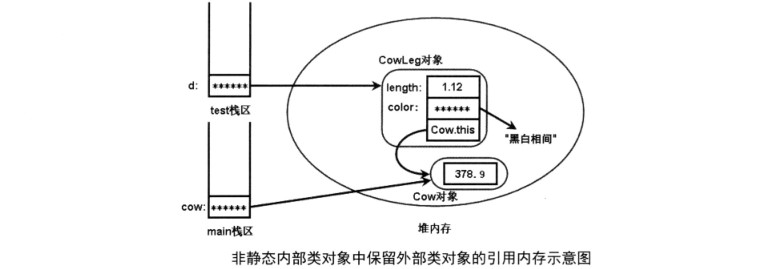 CowLeg对象
length:
1.12
d:
******
color:
******
test栈区
Cow.this
"黑白相间"
378.9
Cow对象
cow:
******
main栈区
堆内存
非静态内部类对象中保留外部类对象的引用内存示意图